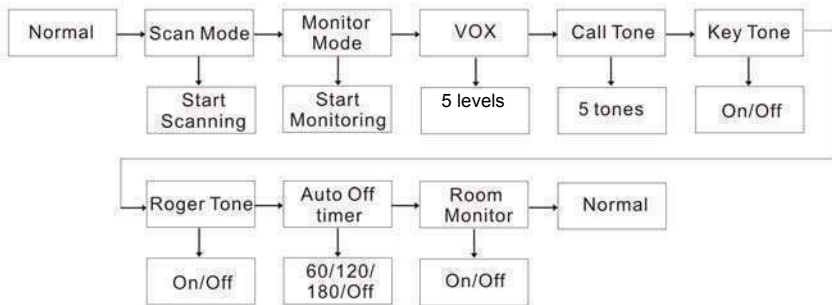 Normal
Scan Mode
Monitor
Mode
VOX
Call Tone
Key Tone
Start
Scanning
Start
Monitoring
5 levels
5 tones
On/Off
Roger Tone
Auto Off
timer
Room
Monitor
Normal
On/Off
60/120/
180/Off
On/Off